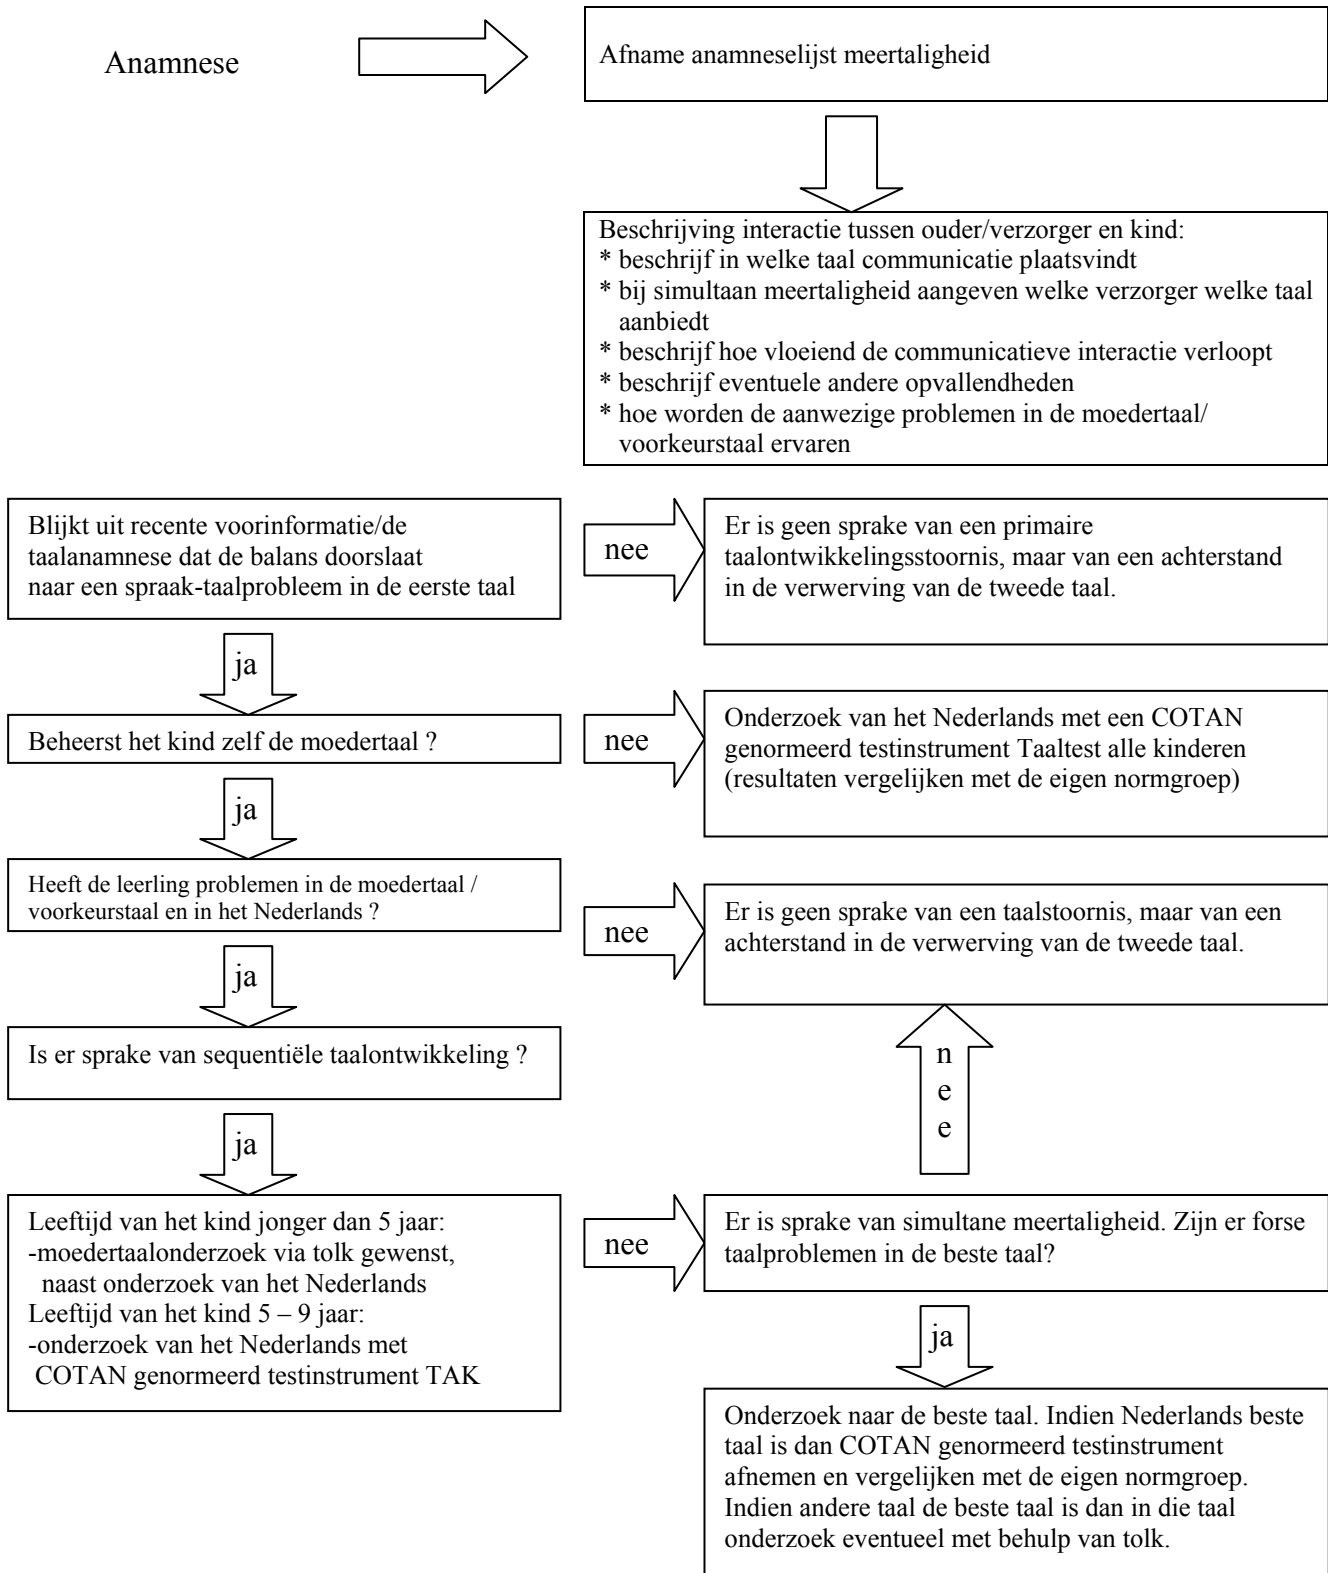 Anamnese
Afname anamneselijst meertaligheid
Beschrijving interactie tussen ouder/verzorger en kind:
* beschrijf in welke taal communicatie plaatsvindt
* bij simultaan meertaligheid aangeven welke verzorger welke taal
aanbiedt
* beschrijf hoe vloeiend de communicatieve interactie verloopt
* beschrijf eventuele andere opvallendheden
* hoe worden de aanwezige problemen in de moedertaal/
voorkeurstaal ervaren
Blijkt uit recente voorinformatie/de
taalanamnese dat de balans doorslaat
naar een spraak-taalprobleem in de eerste taal
nee
Er is geen sprake van een primaire
taalontwikkelingsstoornis, maar van een achterstand
in de verwerving van de tweede taal.
ja
Beheerst het kind zelf de moedertaal ?
nee
Onderzoek van het Nederlands met een COTAN
genormeerd testinstrument Taaltest alle kinderen
(resultaten vergelijken met de eigen normgroep)
ja
Heeft de leerling problemen in de moedertaal /
voorkeurstaal en in het Nederlands ?
nee
Er is geen sprake van een taalstoornis, maar van een
achterstand in de verwerving van de tweede taal.
ja
Is er sprake van sequentiële taalontwikkeling ?
n
e
e
ja
Leeftijd van het kind jonger dan 5 jaar:
-moedertaalonderzoek via tolk gewenst,
naast onderzoek van het Nederlands
Leeftijd van het kind 5 – 9 jaar:
-onderzoek van het Nederlands met
COTAN genormeerd testinstrument TAK
nee
Er is sprake van simultane meertaligheid. Zijn er forse
taalproblemen in de beste taal?
ja
Onderzoek naar de beste taal. Indien Nederlands beste
taal is dan COTAN genormeerd testinstrument
afnemen en vergelijken met de eigen normgroep.
Indien andere taal de beste taal is dan in die taal
onderzoek eventueel met behulp van tolk.